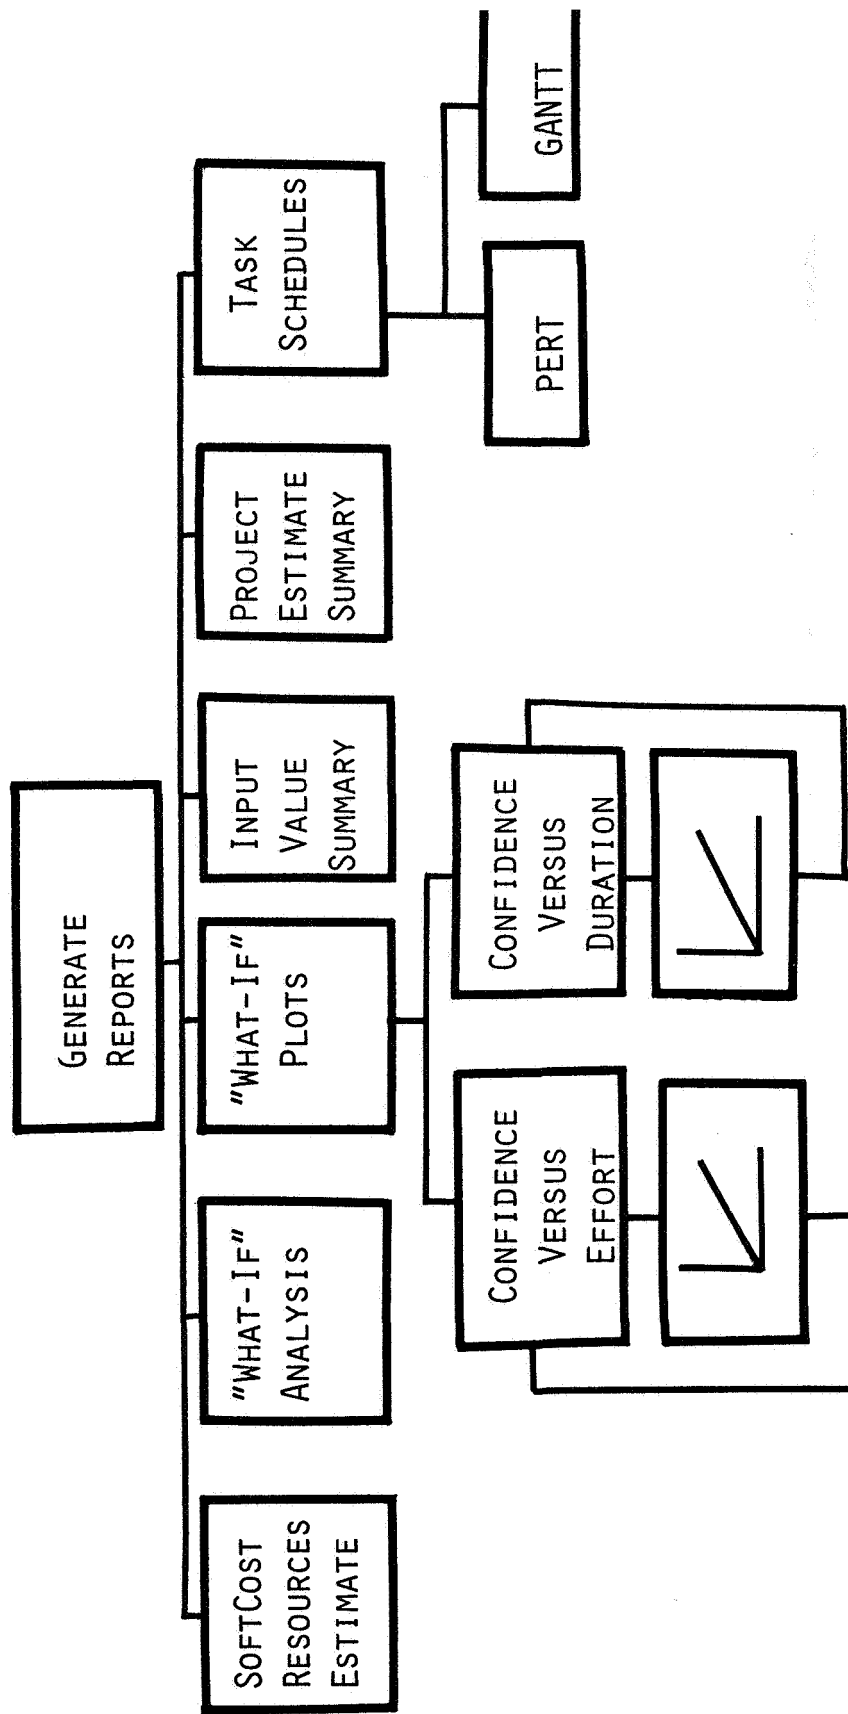 GENERATE
REPORTS
SOFTCOST
RESOURCES
ESTIMATE
"WHAT-IF"
ANALYSIS
"WHAT-IF"
PLOTS
INPUT
VALUE
SUMMARY
PROJECT
ESTIMATE
SUMMARY
TASK
SCHEDULES
CONFIDENCE
VERSUS
EFFORT
CONFIDENCE
VERSUS
DURATION
PERT
GANTT